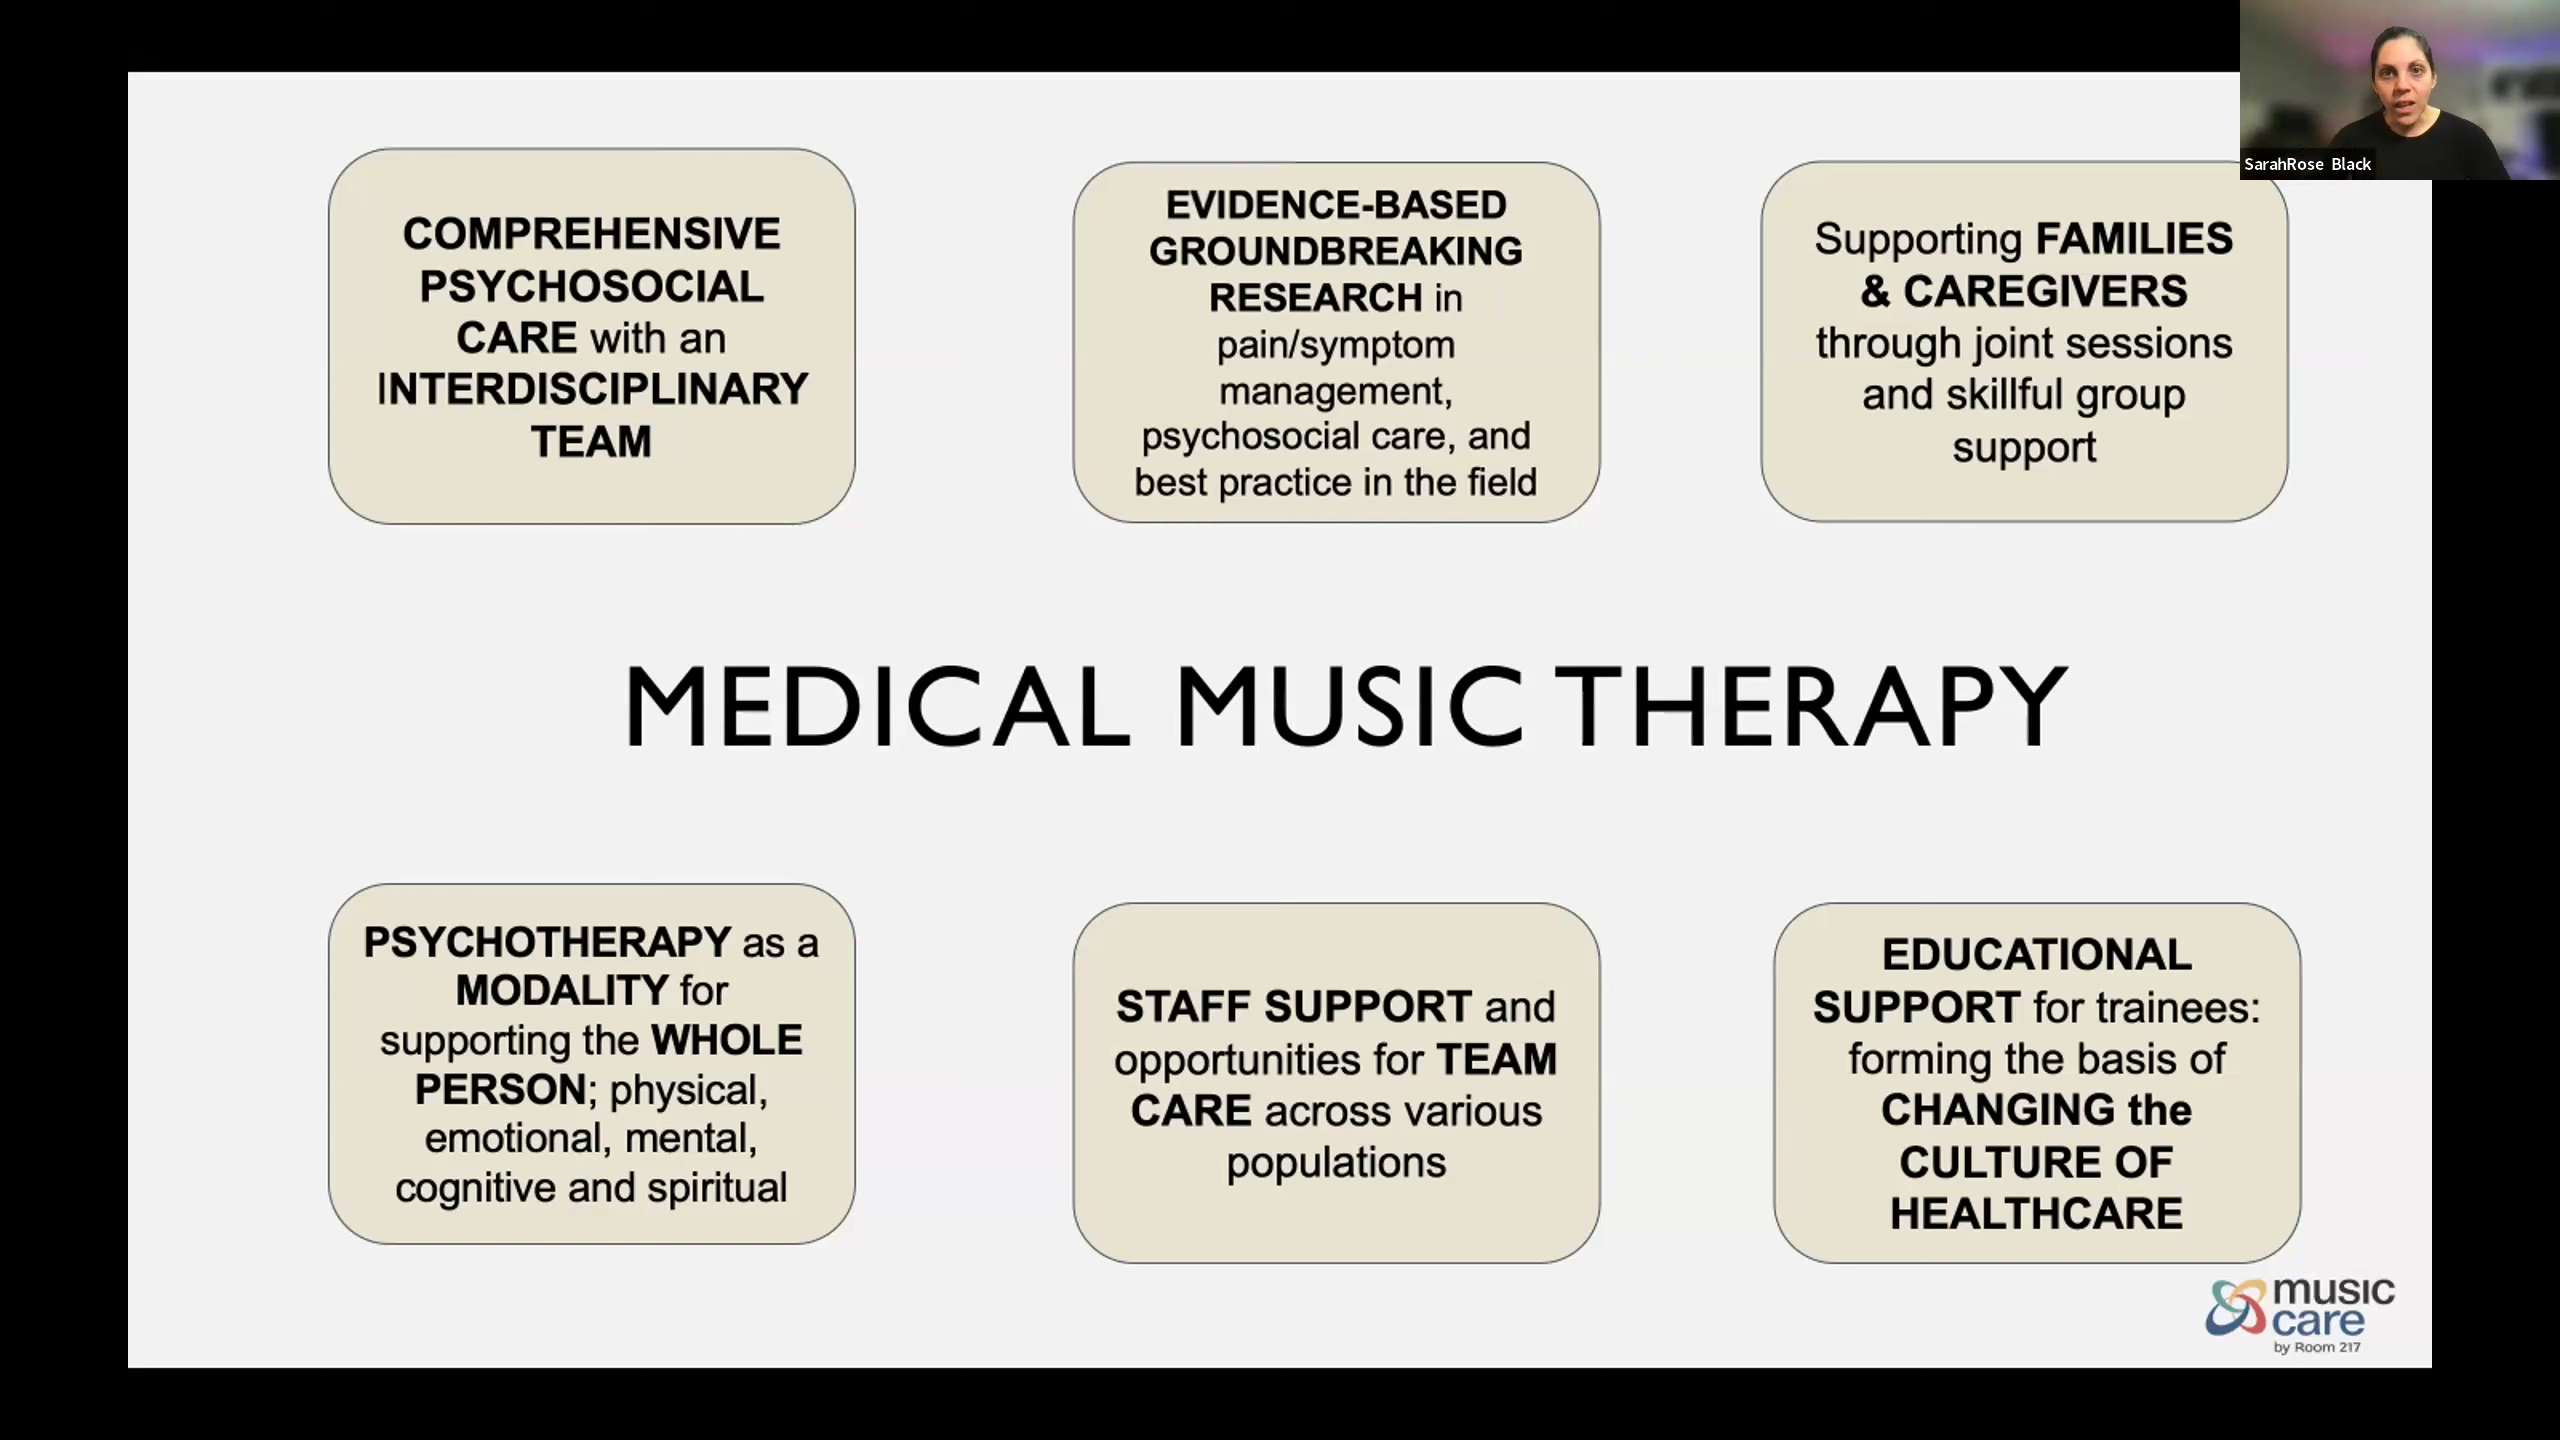 SarahRose Black
COMPREHENSIVE
PSYCHOSOCIAL
CARE with an
INTERDISCIPLINARY
TEAM
EVIDENCE-BASED
GROUNDBREAKING
RESEARCH in
pain/symptom
management,
psychosocial care, and
best practice in the field
Supporting FAMILIES
& CAREGIVERS
through joint sessions
and skillful group
support
MEDICAL MUSIC THERAPY
PSYCHOTHERAPY as a
MODALITY for
supporting the WHOLE
PERSON; physical,
emotional, mental,
cognitive and spiritual
STAFF SUPPORT and
opportunities for TEAM
CARE across various
populations
EDUCATIONAL
SUPPORT for trainees:
forming the basis of
CHANGING the
CULTURE OF
HEALTHCARE
music
care
by Room 217